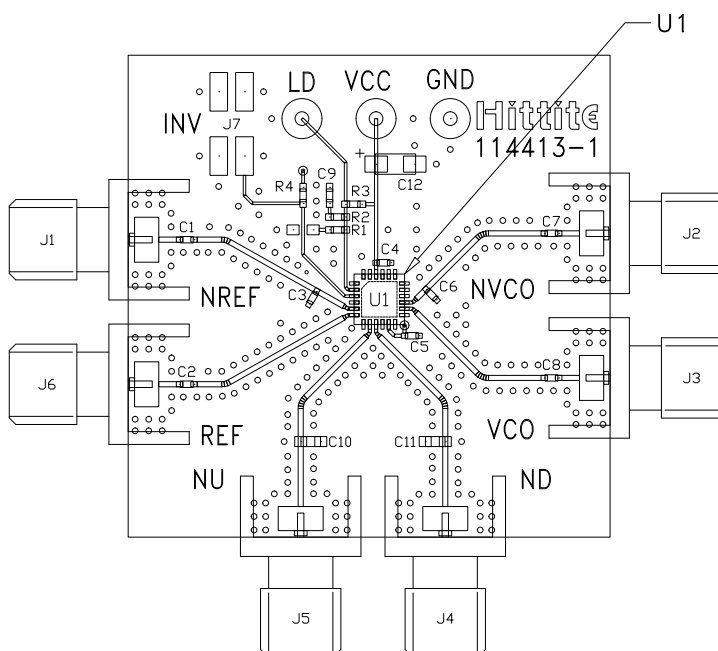 U1
LD
VCC
GND
Hittite
INV
J7
114413-1
+
C12
R4
C9
R3
R2
R1
J1
C1
C7
J2
C4
NREF
C3
U1
C6
NVCO
C5
J6
C2
C8
J3
REF
VCO
C10
C11
NU
ND
J5
J4